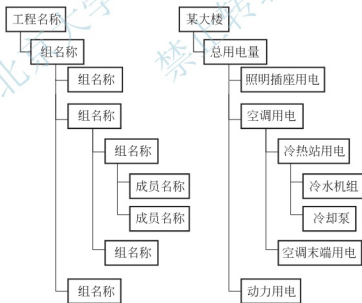 工程名称
组名称
组名称
组名称
组名称
成员名称
成员名称
组名称
组名称
某大楼
总用电量
照明插座用电
空调用电
冷热站用电
冷水机组
冷却泵
空调末端用电
动力用电